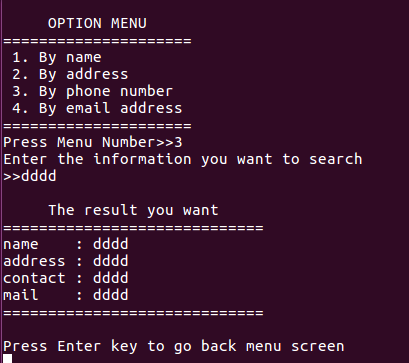 OPTION MENU
=====================
1. By name
2. By address
3. By phone number
4. By email address
=====================
Press Menu Number>>3
Enter the information you want to search
>>dddd
The result you want
=============================
name    : dddd
address : dddd
contact : dddd
mail    : dddd
=============================
Press Enter key to go back menu screen